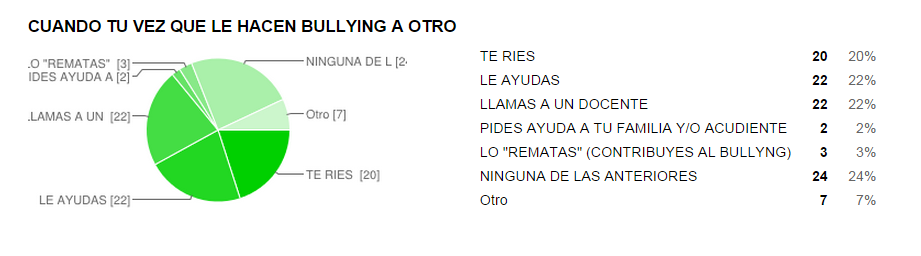 CUANDO TU VEZ QUE LE HACEN BULLYING A OTRO
LO "REMATAS" [3]
PIDES AYUDA A [2]
LLAMAS A UN [22]
LE AYUDAS [22]
NINGUNA DE L [24
Otro [7]
TE RIES [20]
TE RIES 20 20%
LE AYUDAS 22 22%
LLAMAS A UN DOCENTE 22 22%
PIDES AYUDA A TU FAMILIA Y/O ACUDIENTE 2 2%
LO "REMATAS" (CONTRIBUYES AL BULLYNG) 3 3%
NINGUNA DE LAS ANTERIORES 24 24%
Otro 7 7%